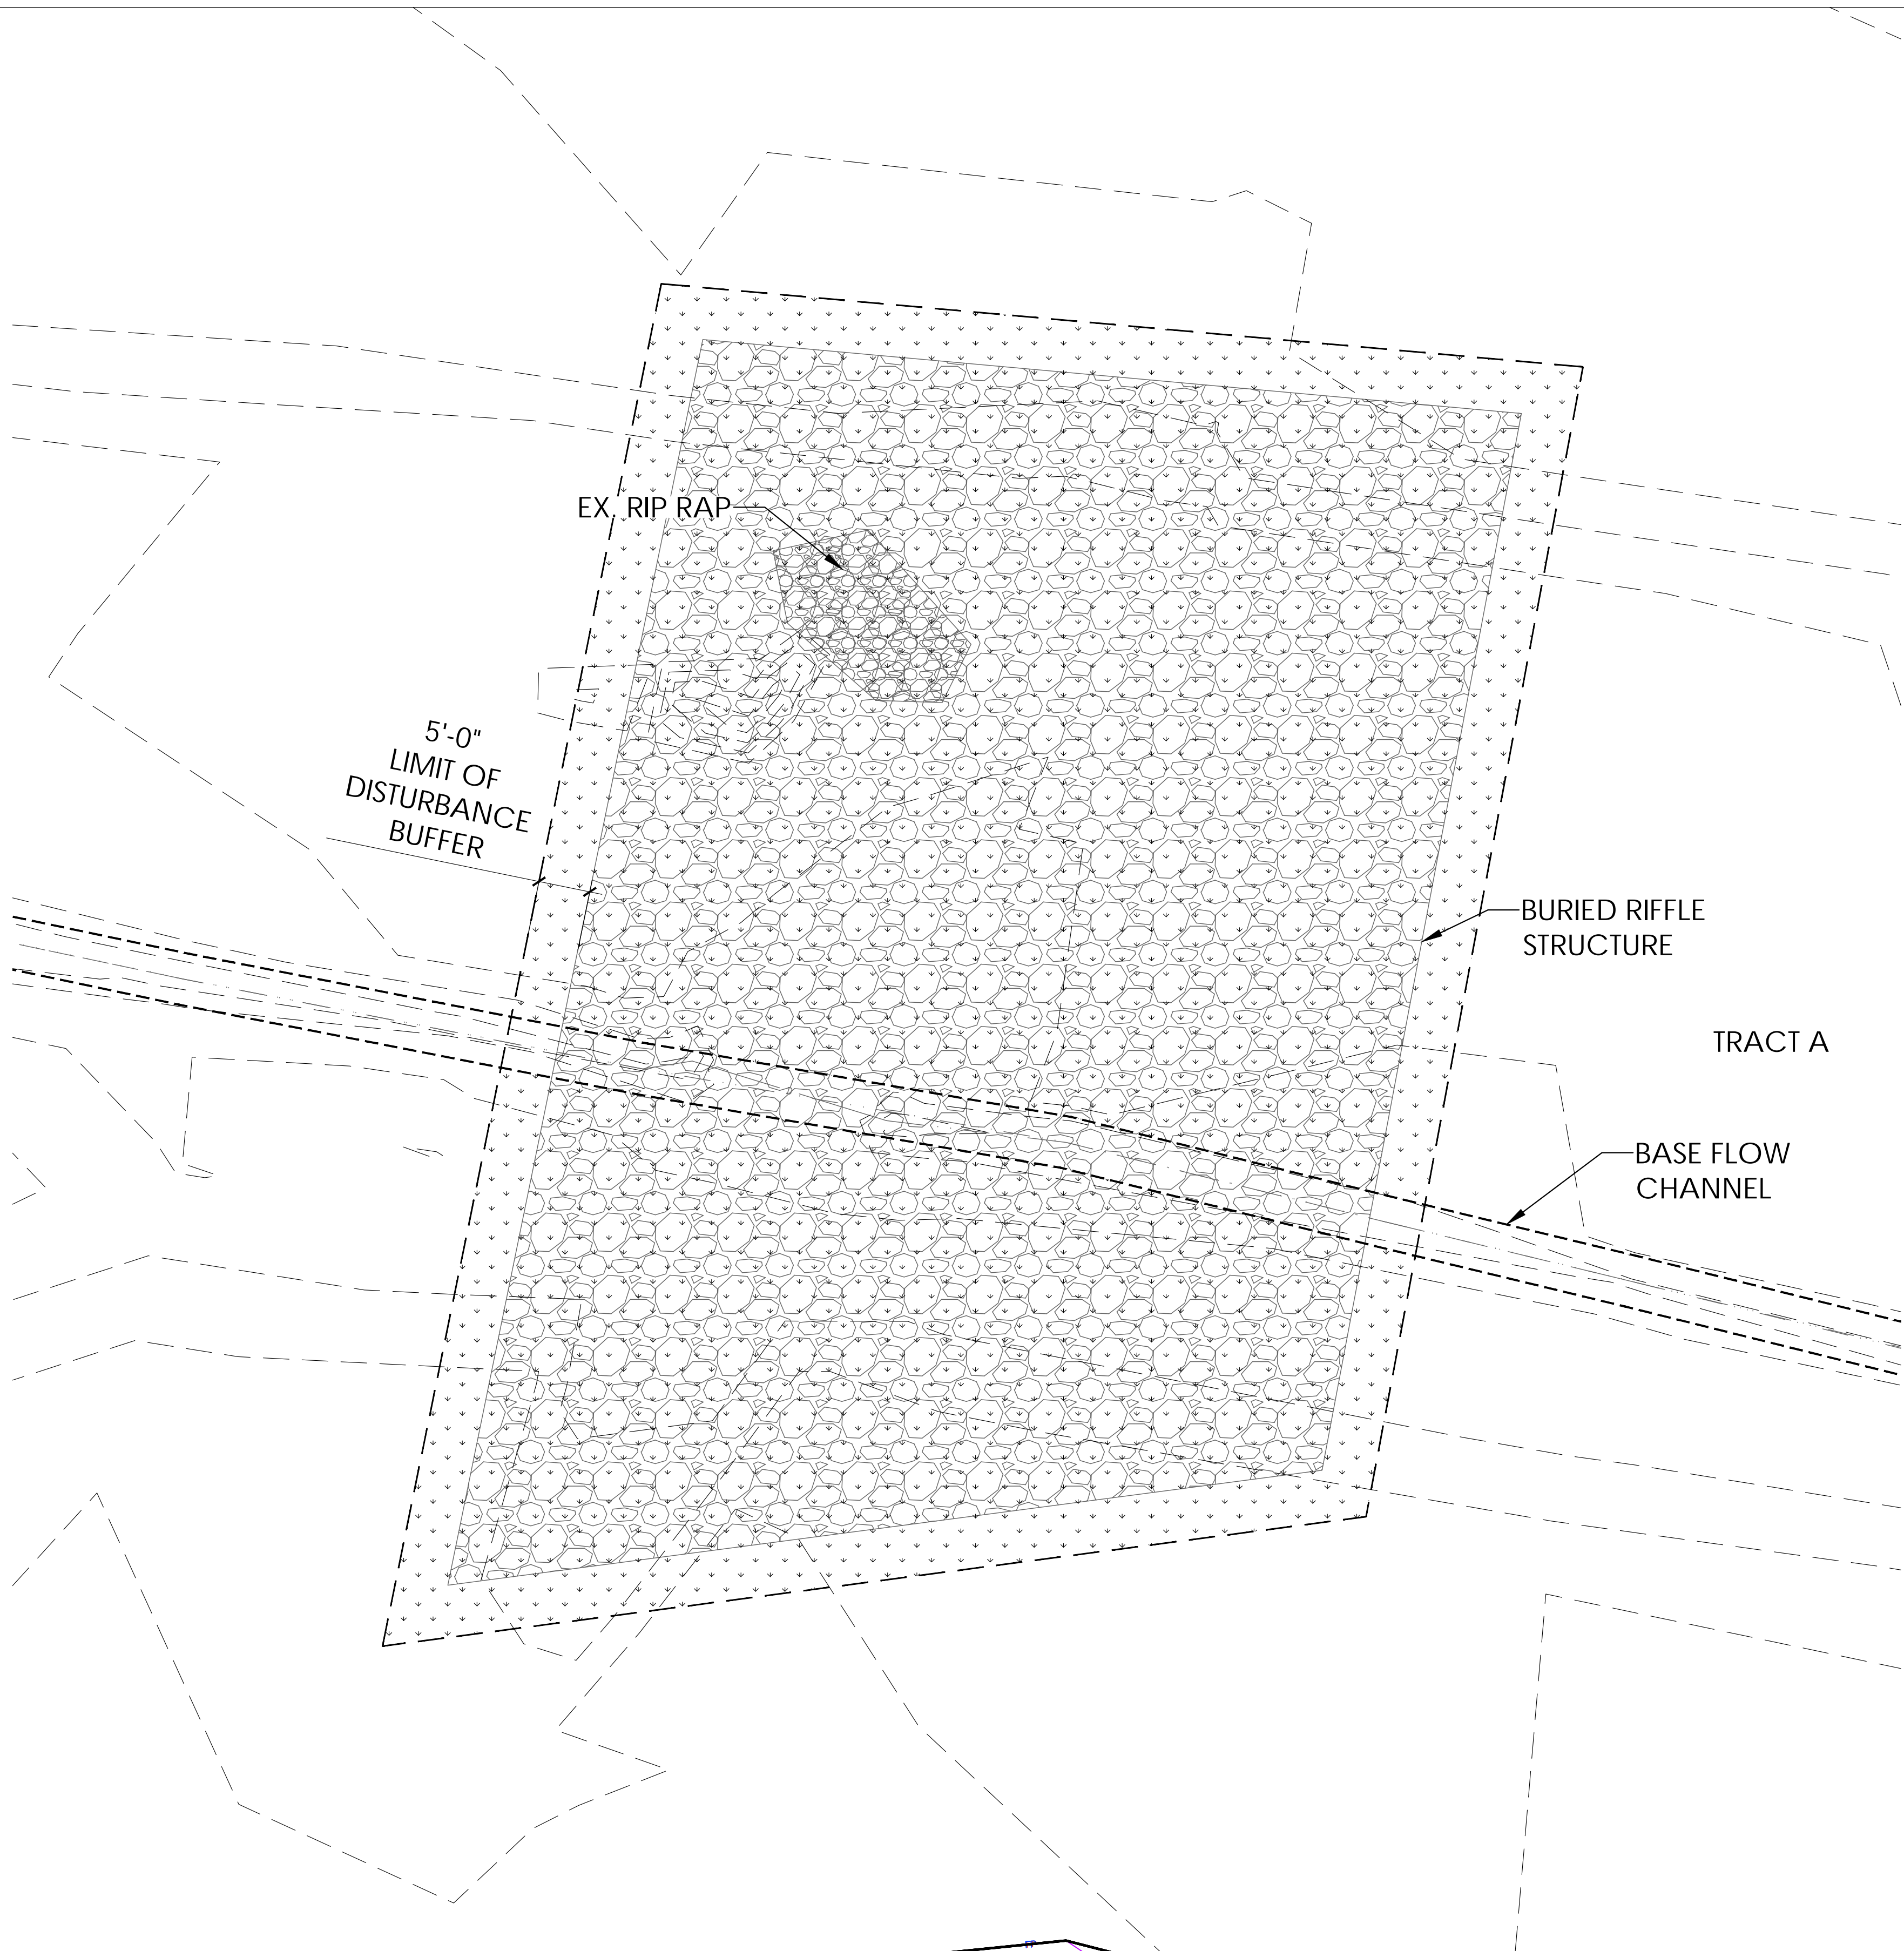 EX. RIP RAP
5'-0"
LIMIT OF
DISTURBANCE
BUFFER
BURIED RIFFLE
STRUCTURE
TRACT A
BASE FLOW
CHANNEL